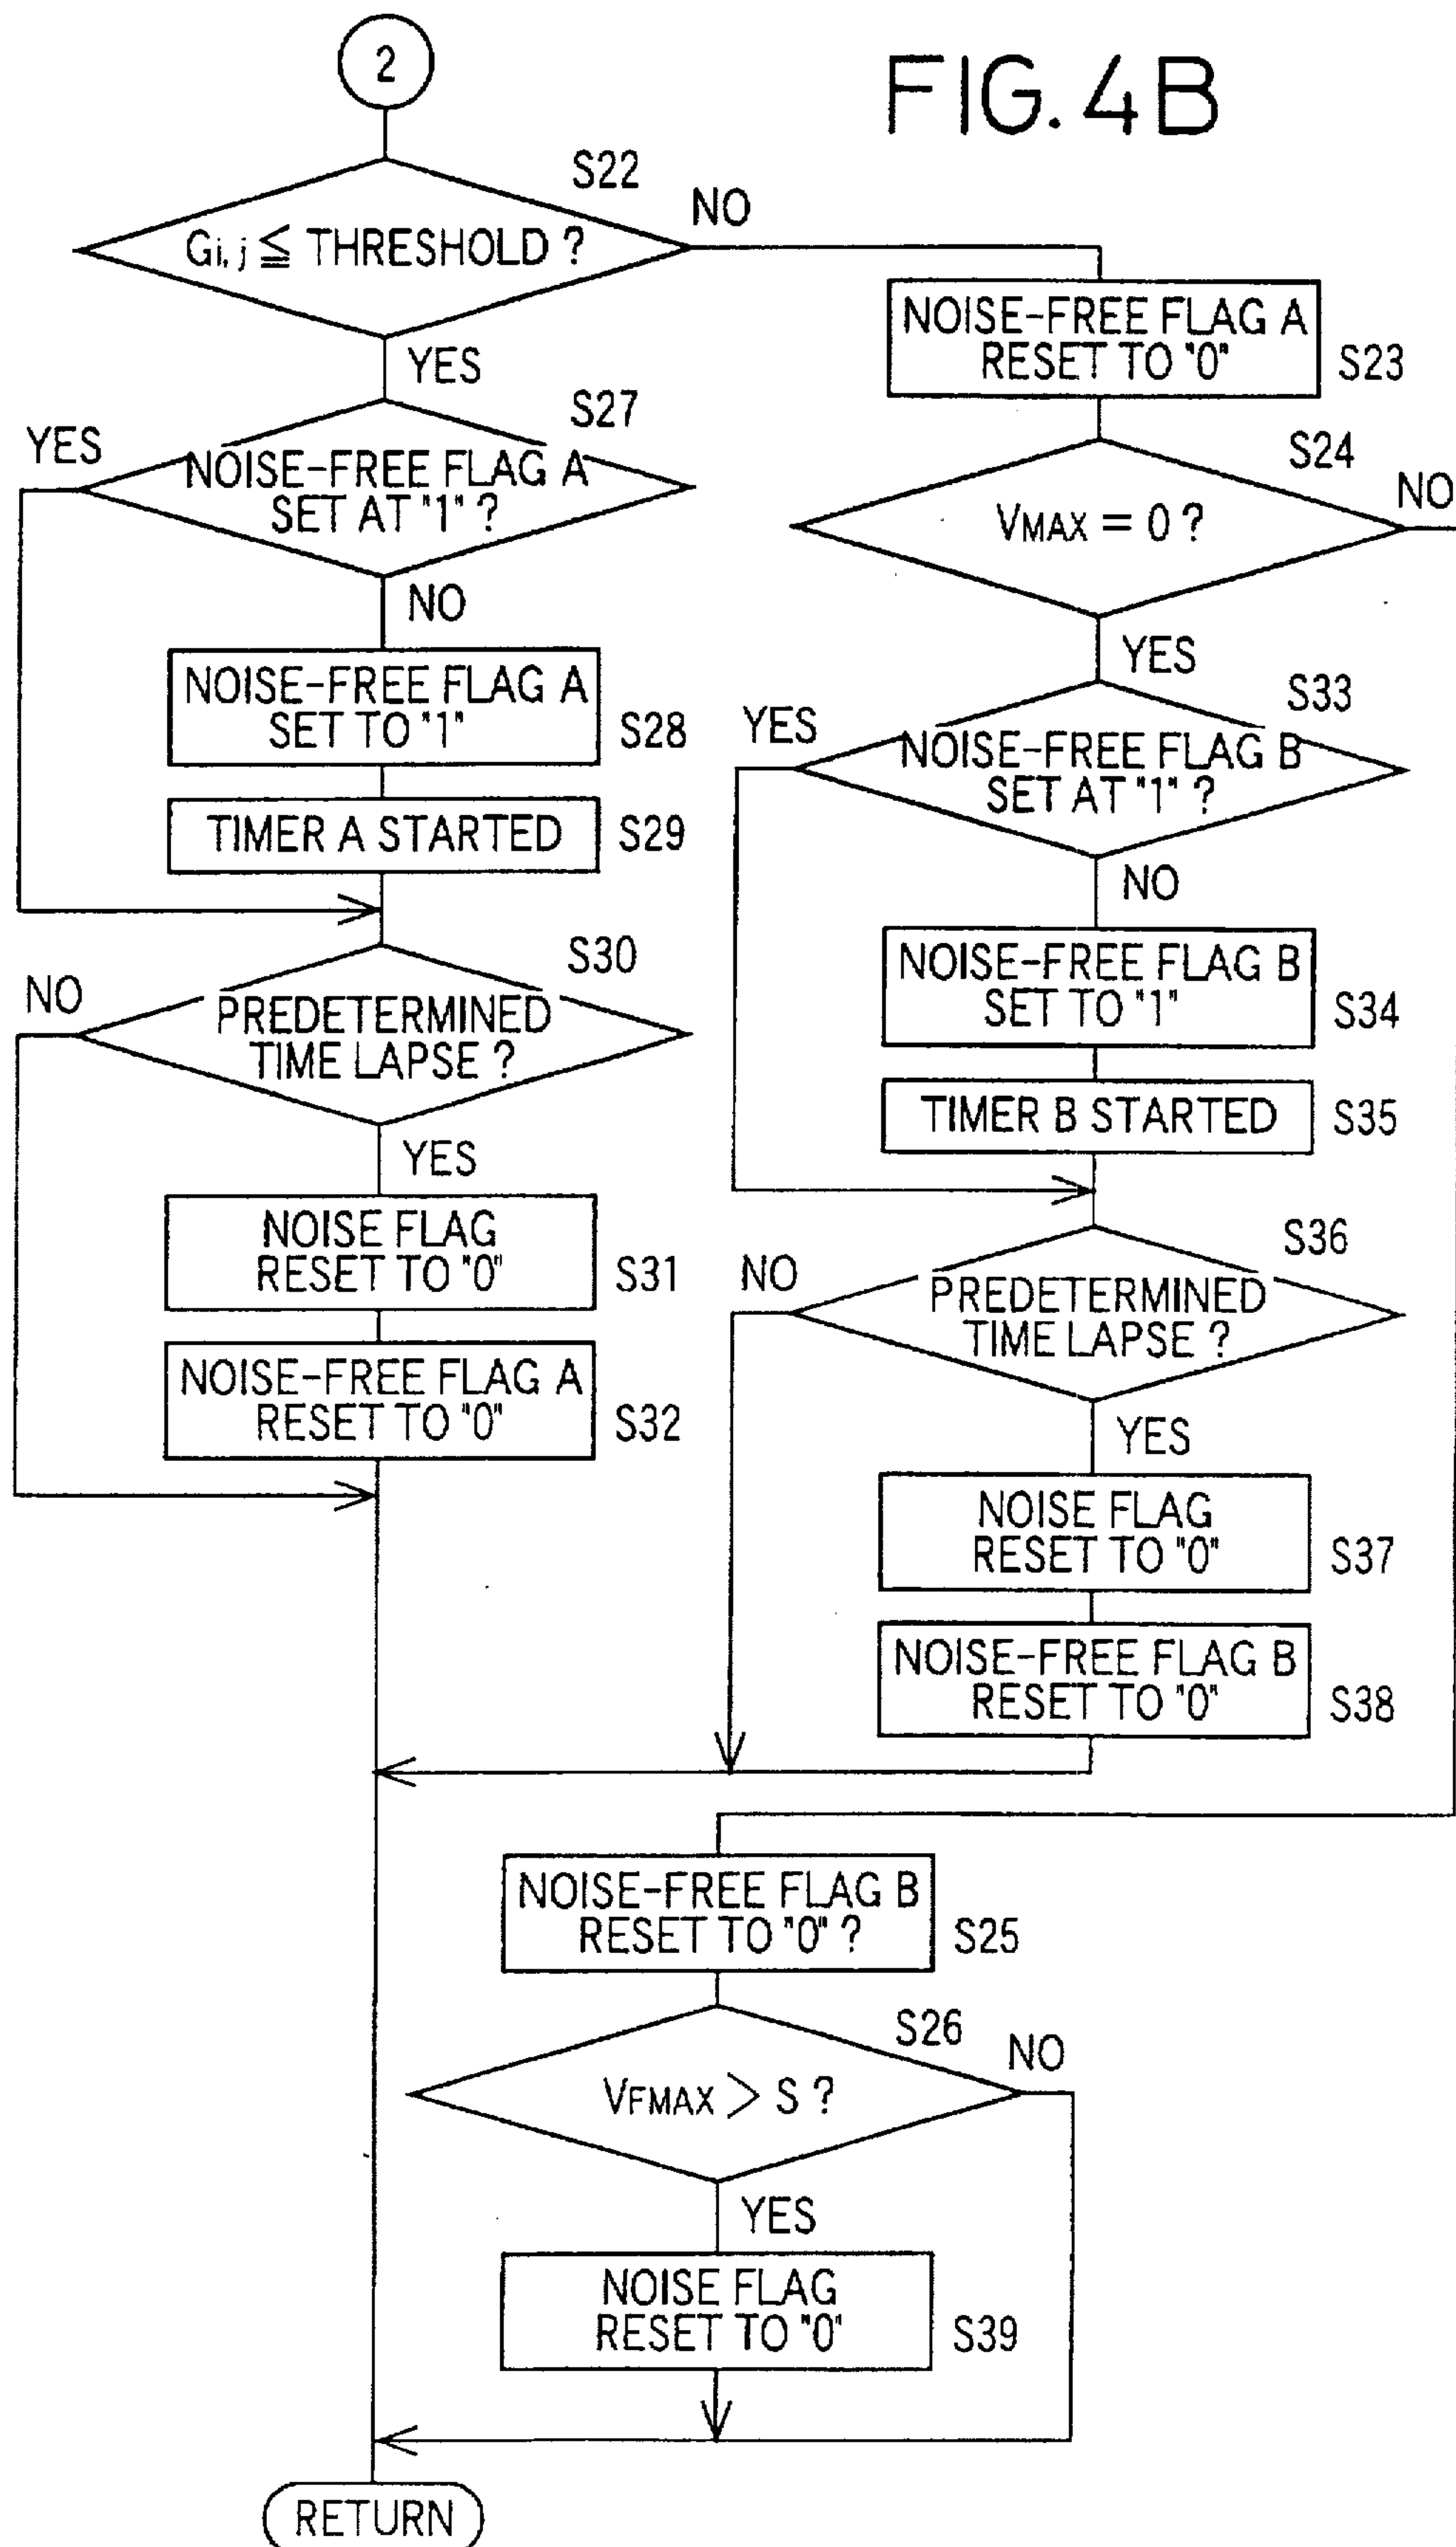 2
FIG. 4B
S22
Gi, j ≦ THRESHOLD ?
NO
YES
NOISE-FREE FLAG A
RESET TO "0"
S23
S27
YES
NOISE-FREE FLAG A
SET AT "1" ?
NO
S24
NO
VMAX = 0 ?
YES
NOISE-FREE FLAG A
SET TO "1"
S28
TIMER A STARTED
S29
S33
YES
NOISE-FREE FLAG B
SET AT "1" ?
NO
S30
NO
PREDETERMINED
TIME LAPSE ?
YES
NOISE-FREE FLAG B
SET TO "1"
S34
TIMER B STARTED
S35
NOISE FLAG
RESET TO "0"
S31
NOISE-FREE FLAG A
RESET TO "0"
S32
S36
NO
PREDETERMINED
TIME LAPSE ?
YES
NOISE FLAG
RESET TO "0"
S37
NOISE-FREE FLAG B
RESET TO "0"
S38
NOISE-FREE FLAG B
RESET TO "0" ?
S25
S26
NO
VFMAX > S ?
YES
NOISE FLAG
RESET TO "0"
S39
RETURN